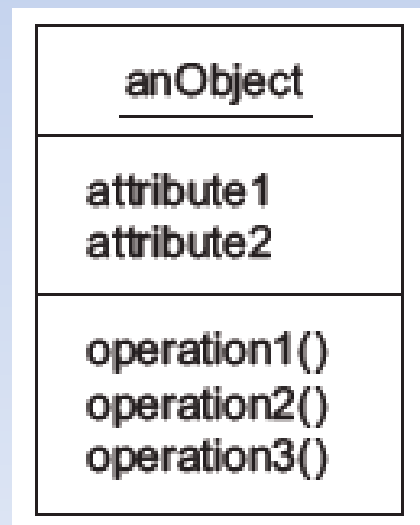 anObject
attribute1
attribute2
operation1()
operation2()
operation3()